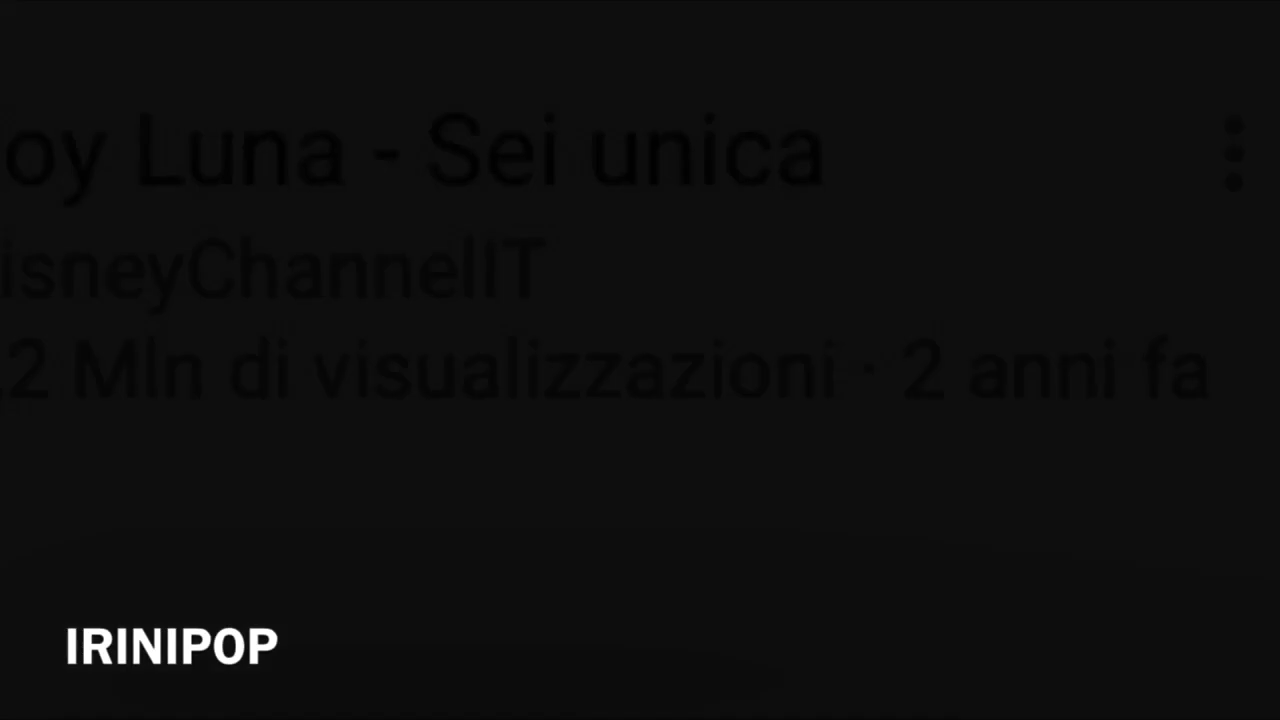 oy Luna - Sei unica
isneyChannelIT
,2 Mln di visualizzazioni · 2 anni fa
IRINIPOP